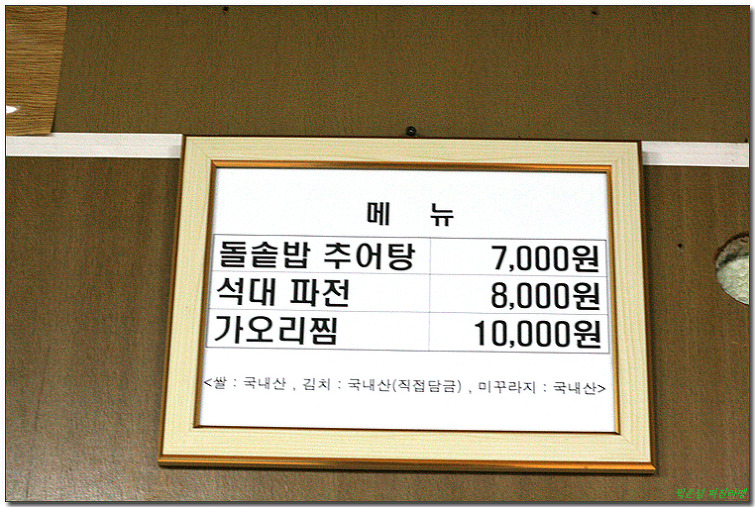 메 뉴
돌솥밥 추어탕 7,000원
석대 파전 8,000원
가오리찜 10,000원
<쌀 : 국내산 , 김치 : 국내산(직접담금) , 미꾸라지 : 국내산>